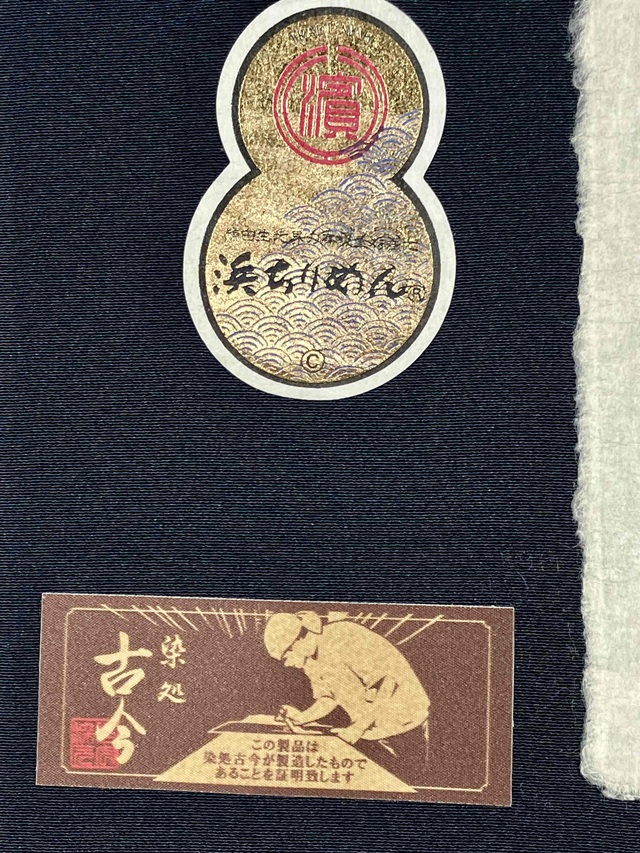 濱
浜ちりめん®
©
染処
古今
この製品は
染処古今が製造したもので
あることを証明致します